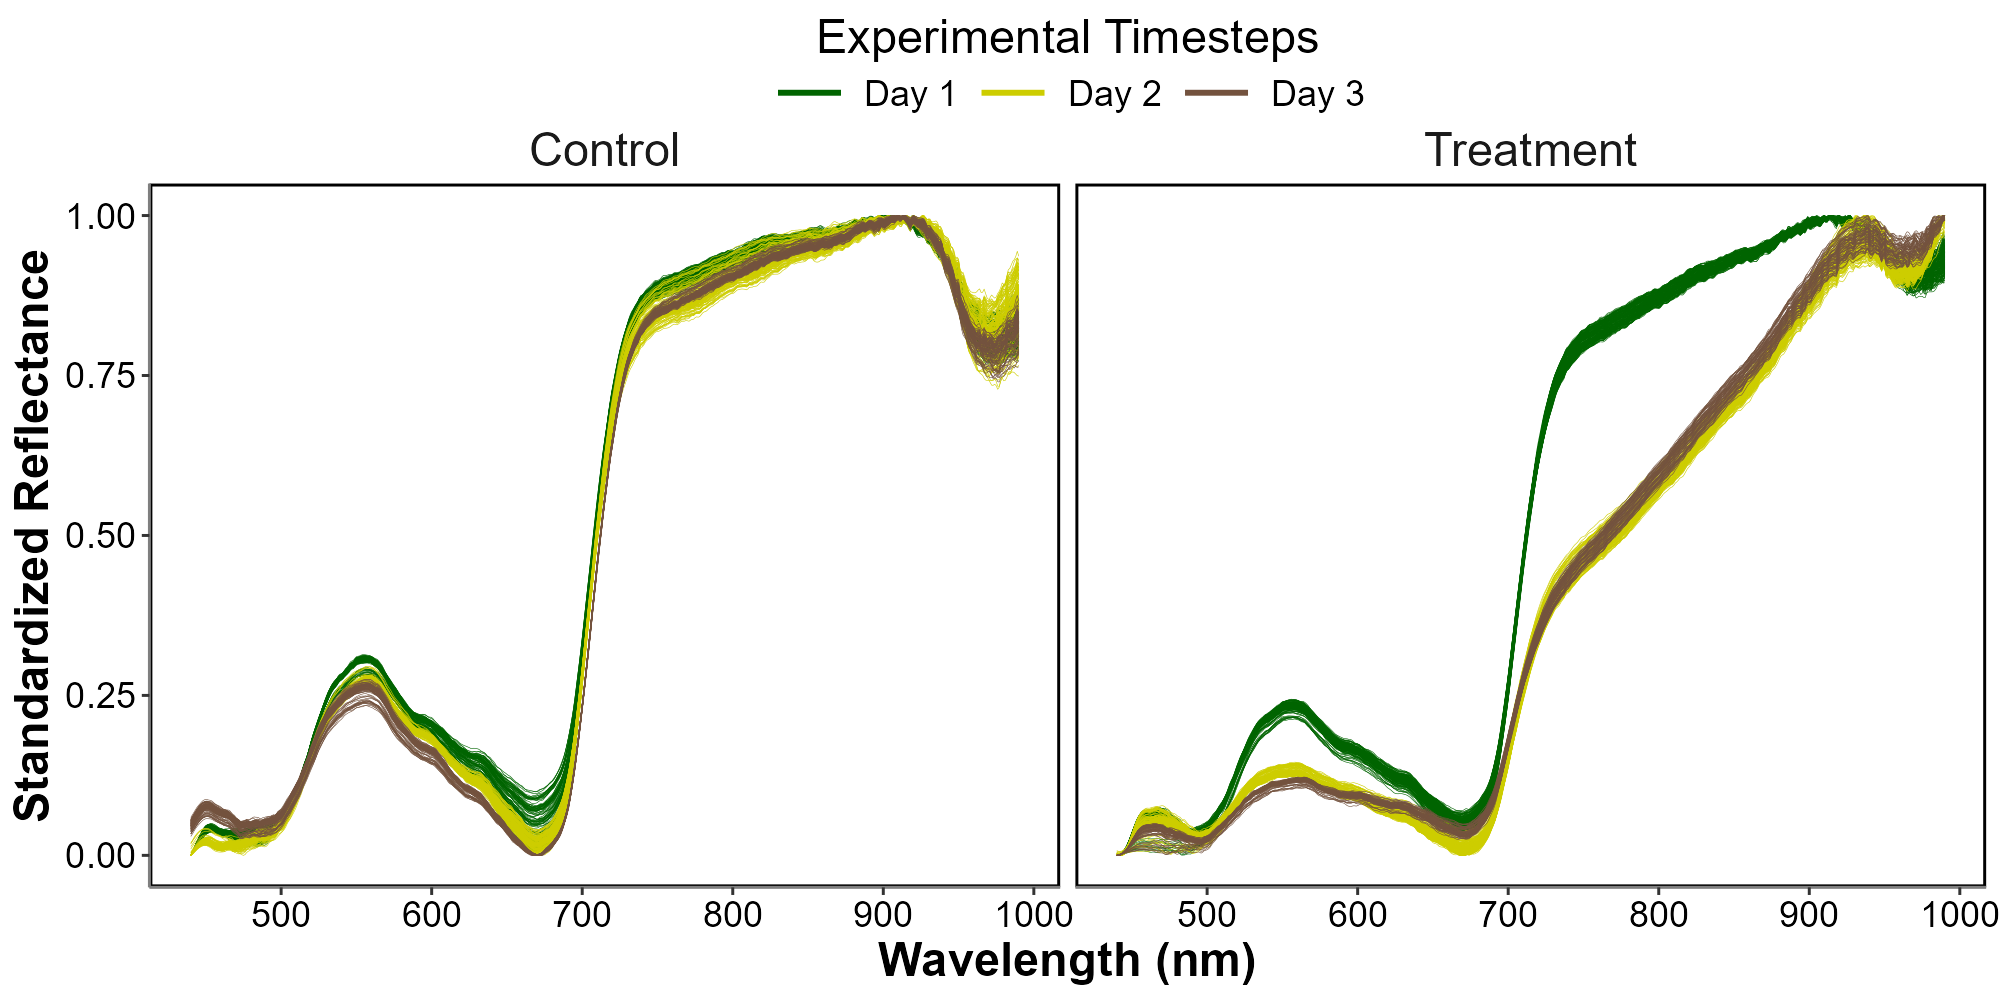 Experimental Timesteps
Day 1 Day 2 Day 3
Control Treatment
1.00
0.75
0.50
0.25
0.00
Standardized Reflectance
500 600 700 800 900 1000 500 600 700 800 900 1000
Wavelength (nm)